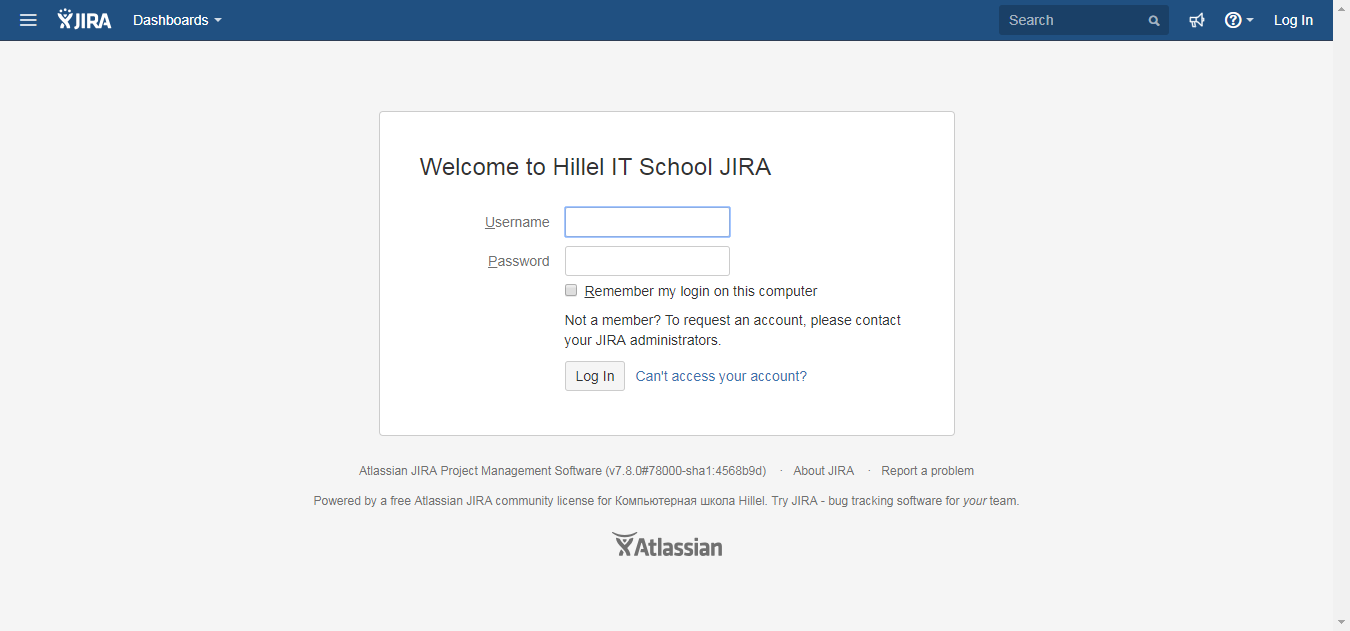 JIRA Dashboards Search Log In
Welcome to Hillel IT School JIRA
Username
Password
Remember my login on this computer
Not a member? To request an account, please contact
your JIRA administrators.
Log In Can't access your account?
Atlassian JIRA Project Management Software (v7.8.0#78000-sha1:4568b9d) · About JIRA · Report a problem
Powered by a free Atlassian JIRA community license for Компьютерная школа Hillel. Try JIRA - bug tracking software for your team.
Atlassian